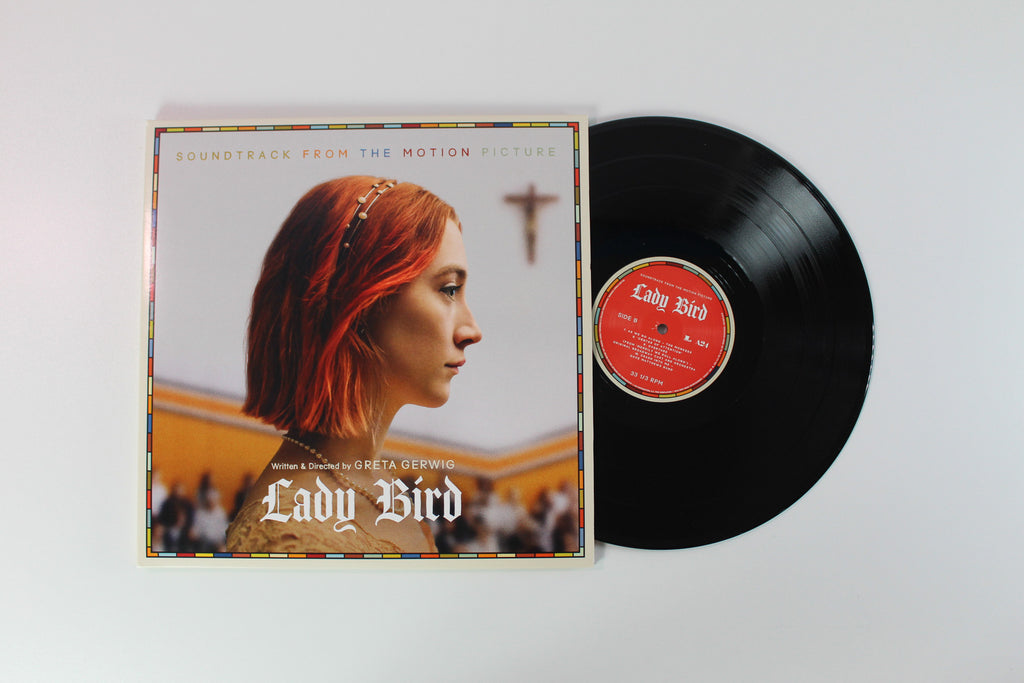 SOUNDTRACK FROM THE MOTION PICTURE
Written & Directed by GRETA GERWIG
Lady Bird
SOUNDTRACK FROM THE MOTION PICTURE
Lady Bird
SIDE B
A24
33 1/3 RPM